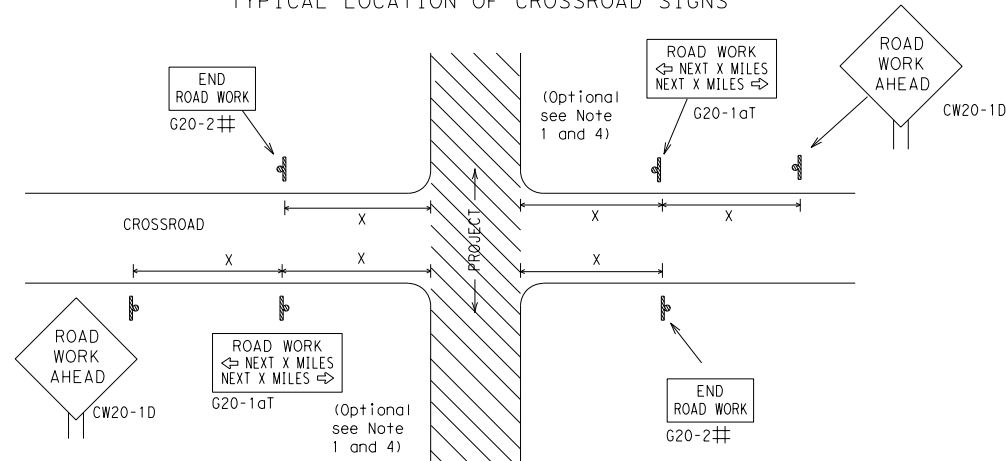 TYPICAL LOCATION OF CROSSROAD SIGNS
END
ROAD WORK
G20-2#
(Optional
see Note
1 and 4)
ROAD WORK
⇦ NEXT X MILES
NEXT X MILES ⇨
G20-1aT
ROAD
WORK
AHEAD
CW20-1D
X
X
X
CROSSROAD
PROJECT
X
X
X
ROAD
WORK
AHEAD
CW20-1D
ROAD WORK
⇦ NEXT X MILES
NEXT X MILES ⇨
G20-1aT
(Optional
see Note
1 and 4)
END
ROAD WORK
G20-2#